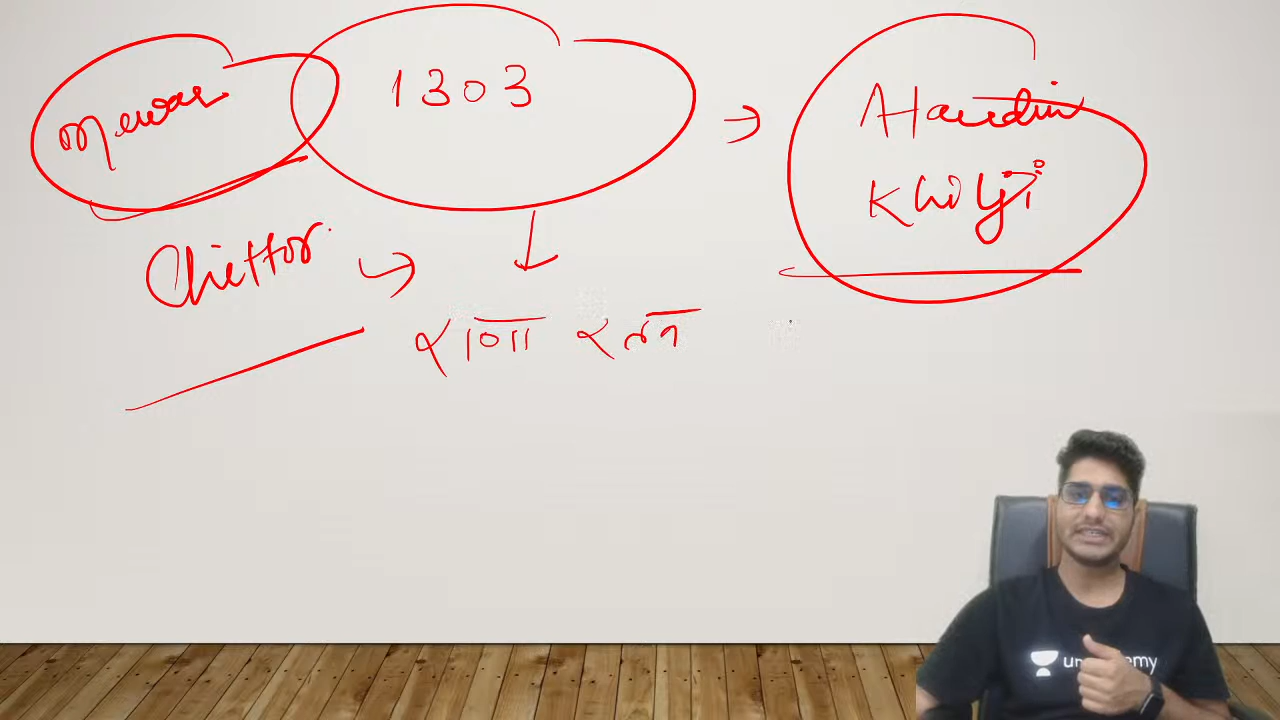 Mewar 1303 → Alauddin
Khilji
Chittor → राणा रतन